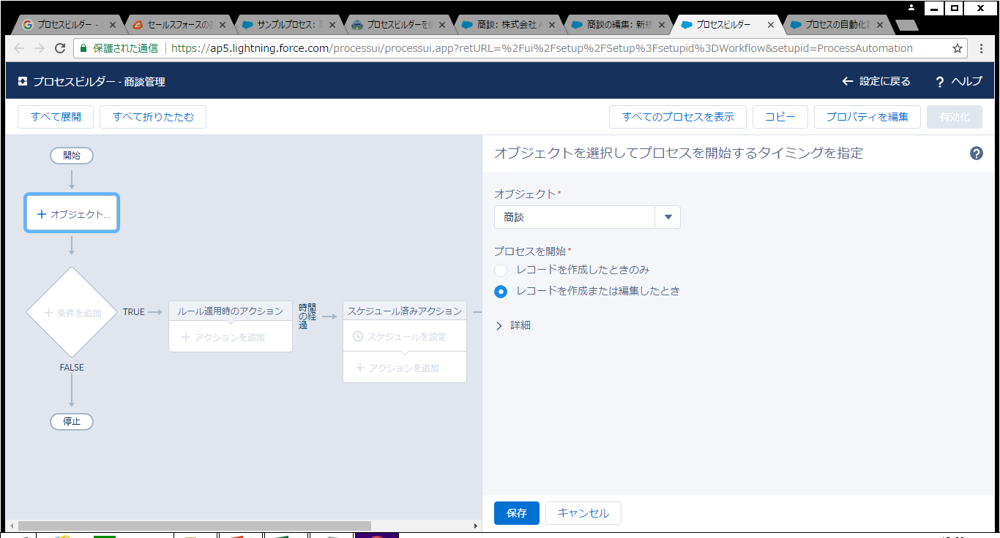 プロセスビルダー -
セールスフォースの
サンプルプロセス:
プロセスビルダーを
商談: 株式会社
商談の編集: 新規
プロセスビルダー
プロセスの自動化
保護された通信
https://ap5.lightning.force.com/processui/processui.app?retURL=%2Fui%2Fsetup%2FSetup%3Fsetupid%3DWorkflow&setupid=ProcessAutomation
プロセスビルダー - 商談管理
設定に戻る
? ヘルプ
すべて展開
すべて折りたたむ
すべてのプロセスを表示
コピー
プロパティを編集
有効化
開始
+ オブジェクト...
+ 条件を追加
TRUE
FALSE
停止
ルール適用時のアクション
+ アクションを追加
時間
の経
過
スケジュール済みアクション
スケジュールを設定
+ アクションを追加
オブジェクトを選択してプロセスを開始するタイミングを指定
?
オブジェクト*
商談
プロセスを開始*
レコードを作成したときのみ
レコードを作成または編集したとき
詳細
保存
キャンセル